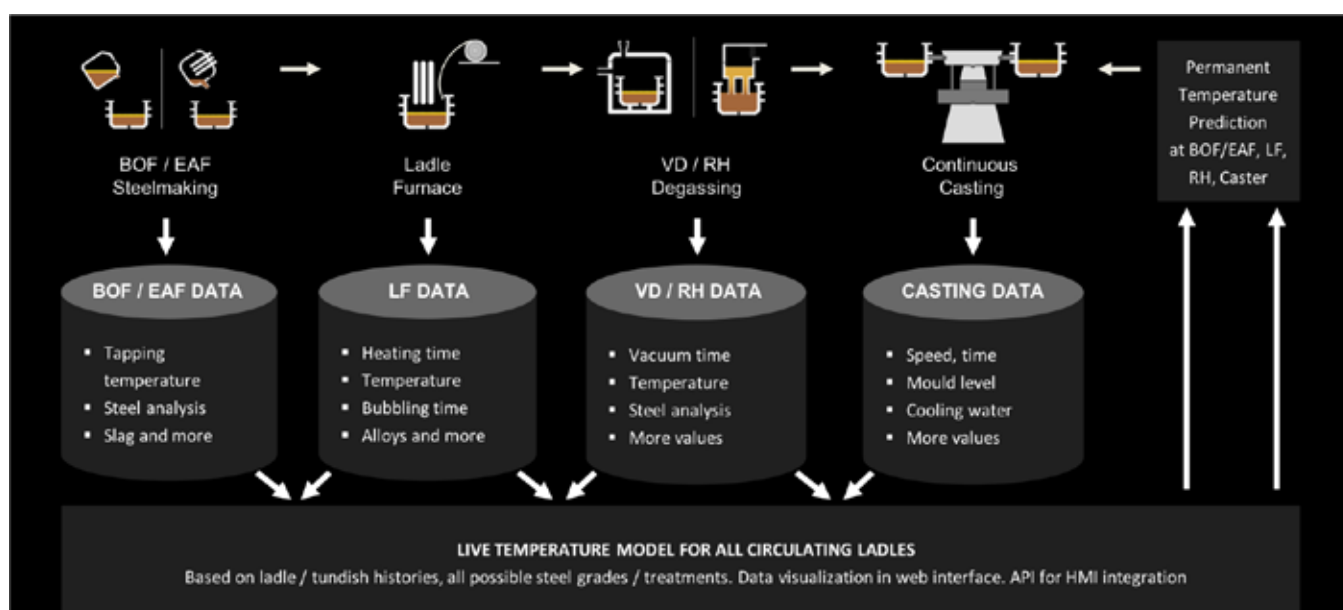 BOF / EAF
Steelmaking
Ladle
Furnace
VD / RH
Degassing
Continuous
Casting
Permanent
Temperature
Prediction
at BOF/EAF, LF,
RH, Caster
BOF / EAF DATA
▪ Tapping
temperature
▪ Steel analysis
▪ Slag and more
LF DATA
▪ Heating time
▪ Temperature
▪ Bubbling time
▪ Alloys and more
VD / RH DATA
▪ Vacuum time
▪ Temperature
▪ Steel analysis
▪ More values
CASTING DATA
▪ Speed, time
▪ Mould level
▪ Cooling water
▪ More values
LIVE TEMPERATURE MODEL FOR ALL CIRCULATING LADLES
Based on ladle / tundish histories, all possible steel grades / treatments. Data visualization in web interface. API for HMI integration